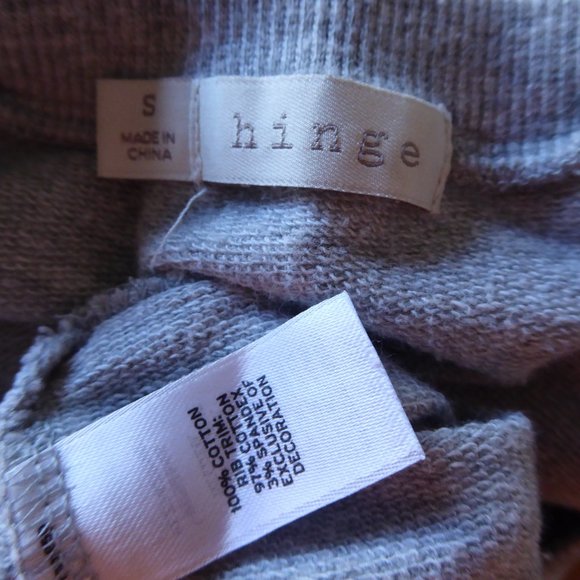 S
MADE IN
CHINA
hinge
100% COTTON
RIB TRIM:
97% COTTON
3% SPANDEX
EXCLUSIVE OF
DECORATION